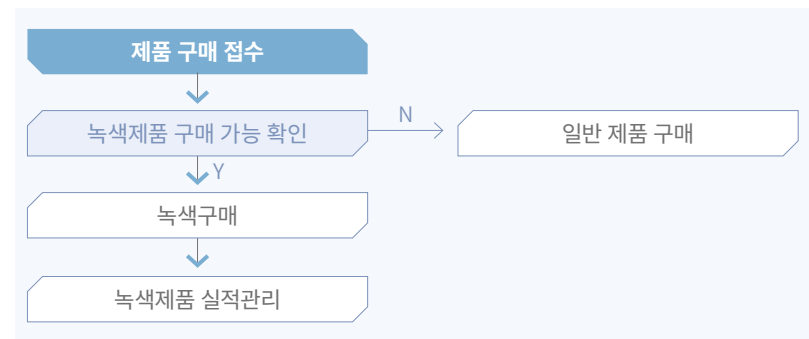 제품 구매 접수
녹색제품 구매 가능 확인
N
일반 제품 구매
Y
녹색구매
녹색제품 실적관리